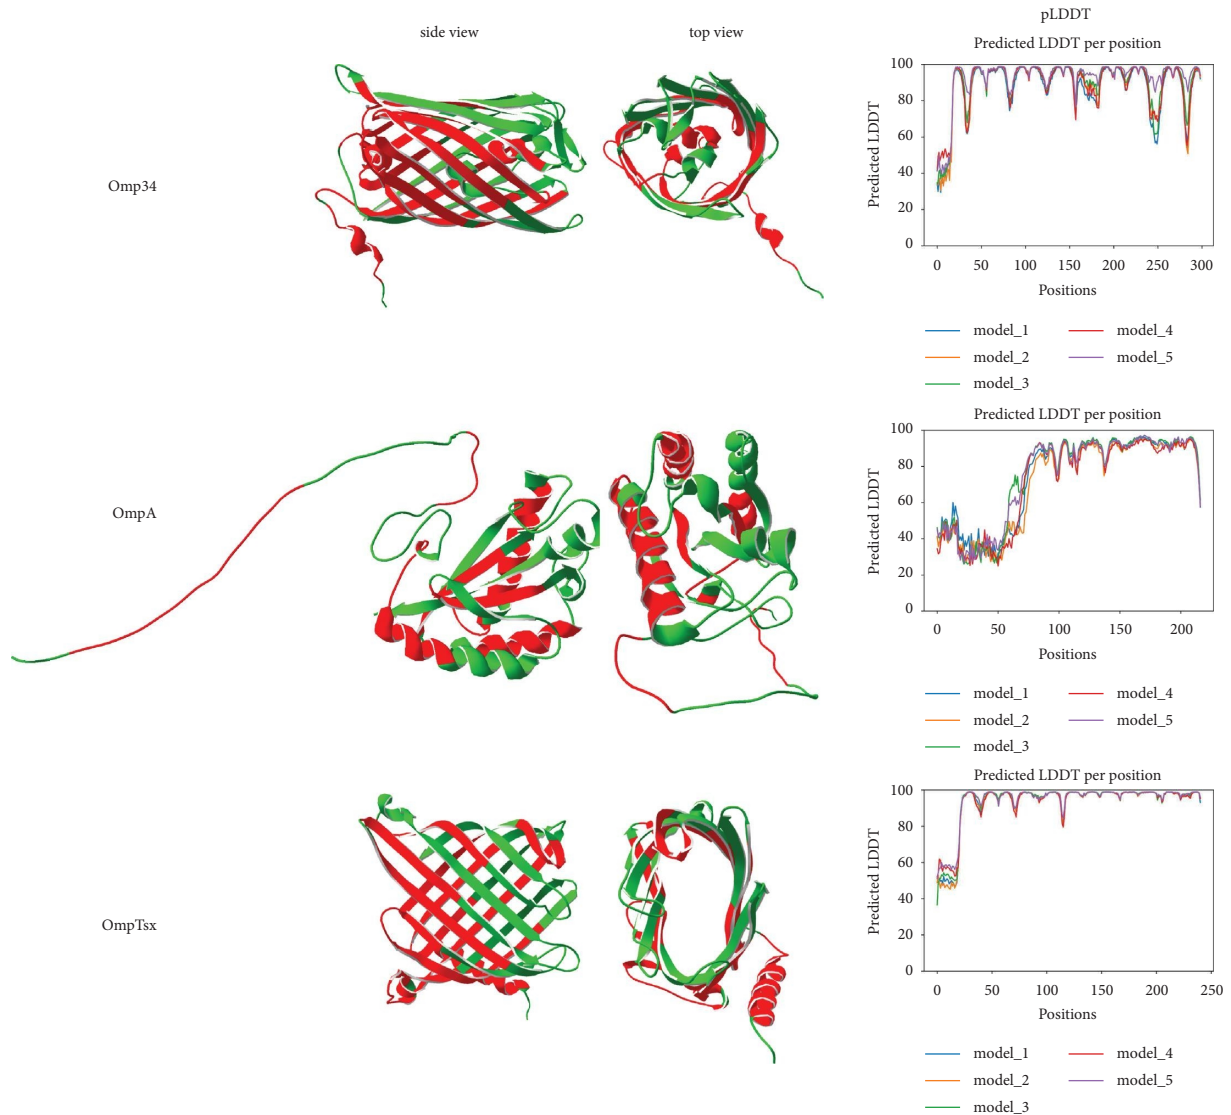 side view
top view
pLDDT
Omp34
Predicted LDDT per position
Predicted LDDT
100
80
60
40
20
0
0 50 100 150 200 250 300
Positions
model_1 model_4
model_2 model_5
model_3
OmpA
Predicted LDDT per position
Predicted LDDT
100
80
60
40
20
0
0 50 100 150 200
Positions
model_1 model_4
model_2 model_5
model_3
OmpTsx
Predicted LDDT per position
Predicted LDDT
100
80
60
40
20
0
0 50 100 150 200 250
Positions
model_1 model_4
model_2 model_5
model_3